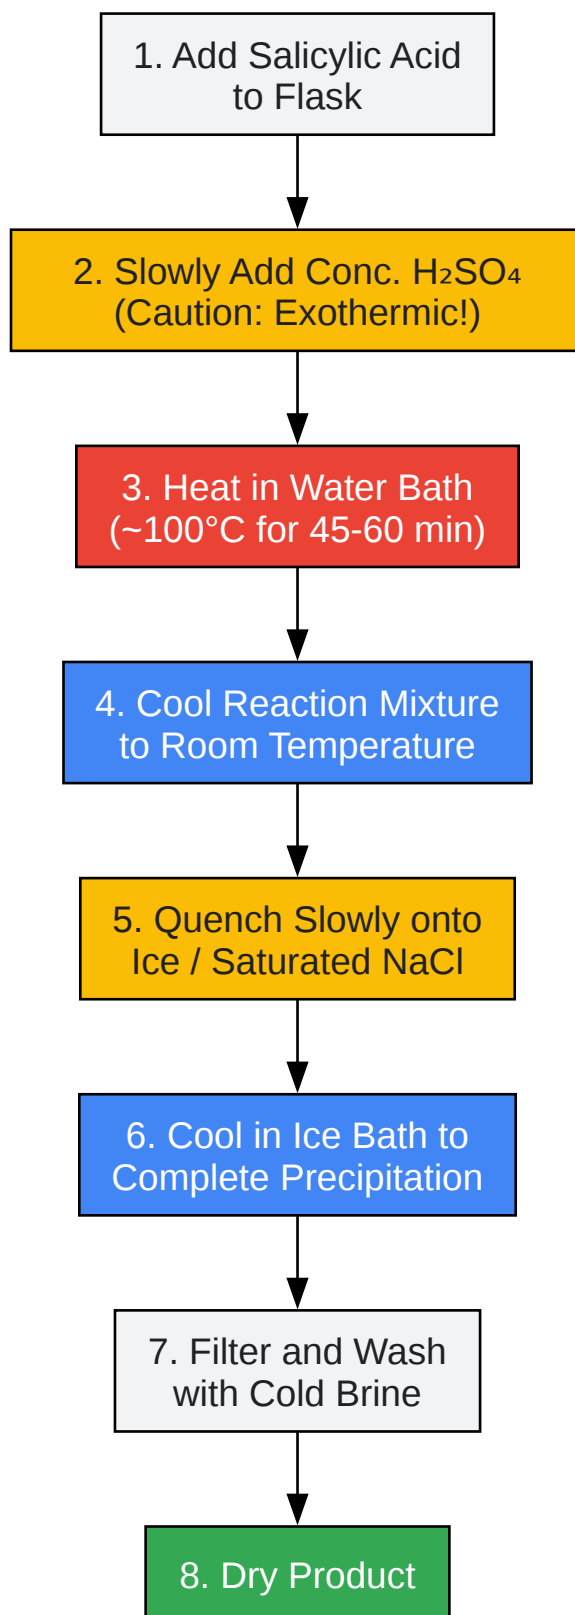 1. Add Salicylic Acid
to Flask
2. Slowly Add Conc. H₂SO₄
(Caution: Exothermic!)
3. Heat in Water Bath
(~100°C for 45-60 min)
4. Cool Reaction Mixture
to Room Temperature
5. Quench Slowly onto
Ice / Saturated NaCl
6. Cool in Ice Bath to
Complete Precipitation
7. Filter and Wash
with Cold Brine
8. Dry Product